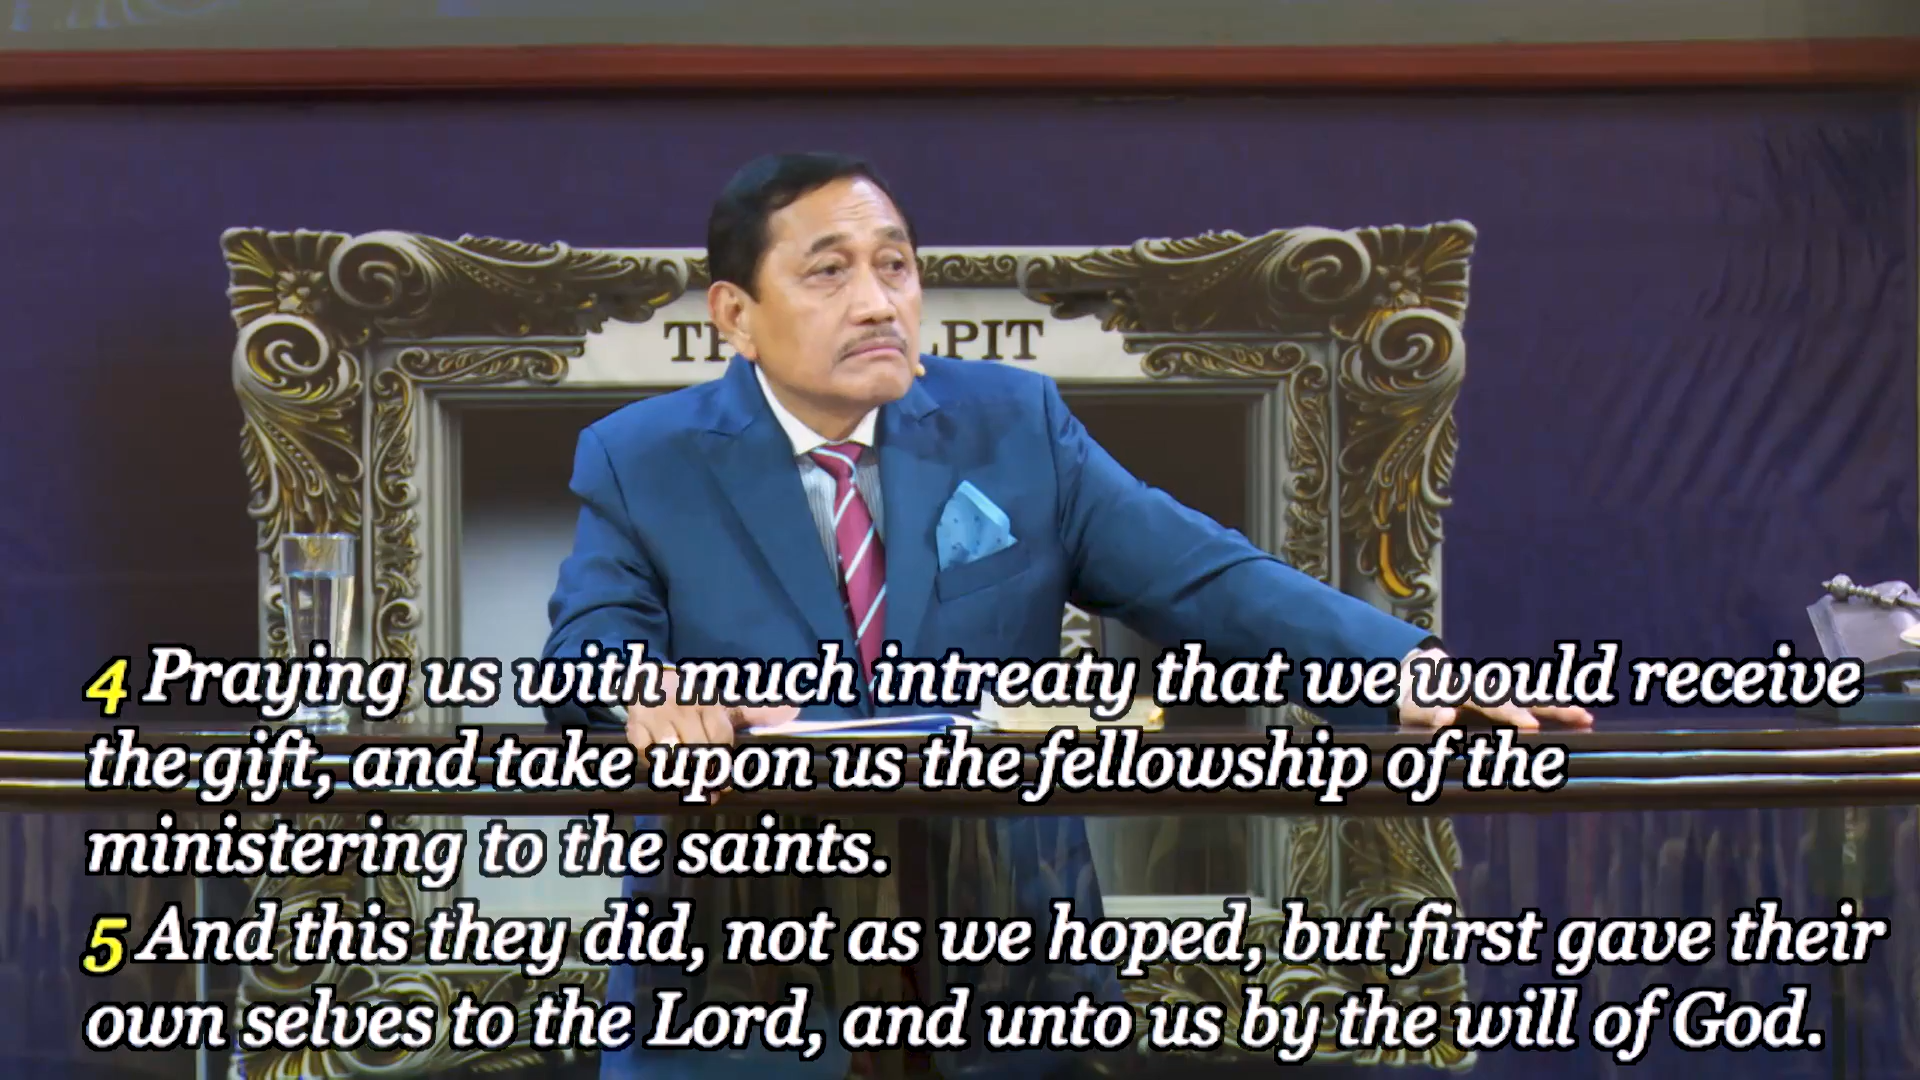 PIT
4 Praying us with much intreaty that we would receive
the gift, and take upon us the fellowship of the
ministering to the saints.
5 And this they did, not as we hoped, but first gave their
own selves to the Lord, and unto us by the will of God.